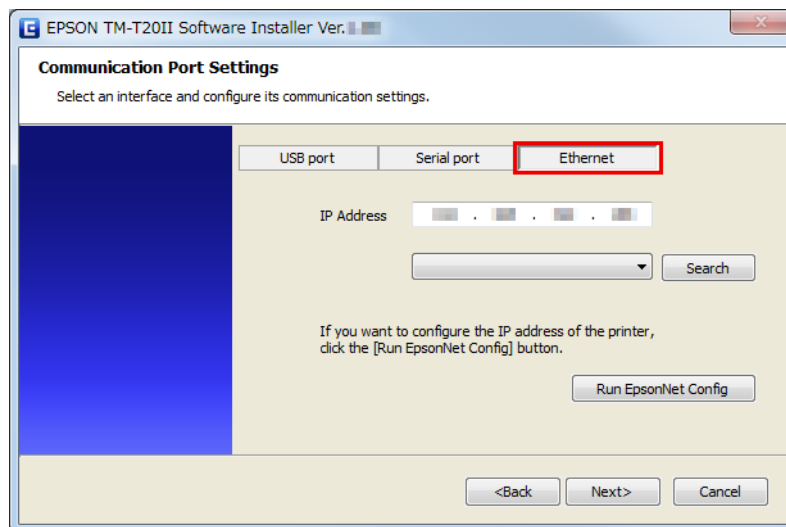 EPSON TM-T20II Software Installer Ver.
Communication Port Settings
Select an interface and configure its communication settings.
USB port
Serial port
Ethernet
IP Address
Search
If you want to configure the IP address of the printer,
click the [Run EpsonNet Config] button.
Run EpsonNet Config
<Back
Next>
Cancel